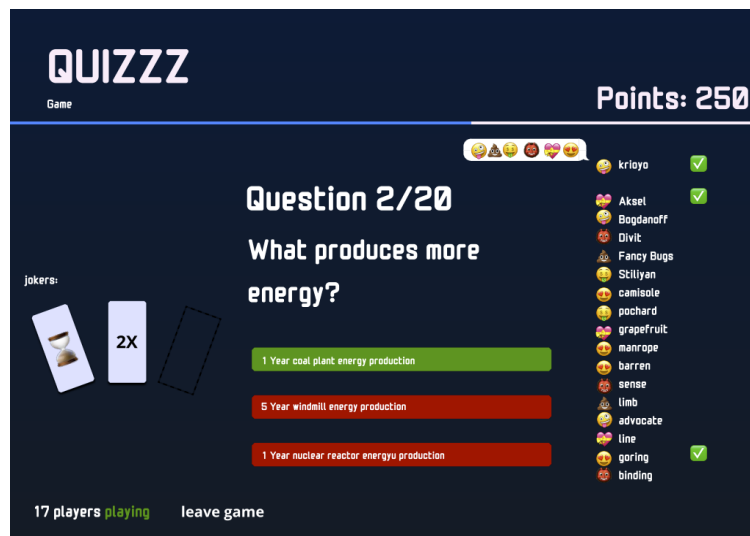 QUIZZZ
Game
Points: 250
krioyo
Question 2/20
Aksel
Bogdanoff
Divit
What produces more
energy?
Fancy Bugs
Stiliyan
camisole
pochard
grapefruit
manrope
barren
sense
limb
advocate
line
goring
binding
jokers:
2X
1 Year coal plant energy production
5 Year windmill energy production
1 Year nuclear reactor energyu production
17 players playing
leave game